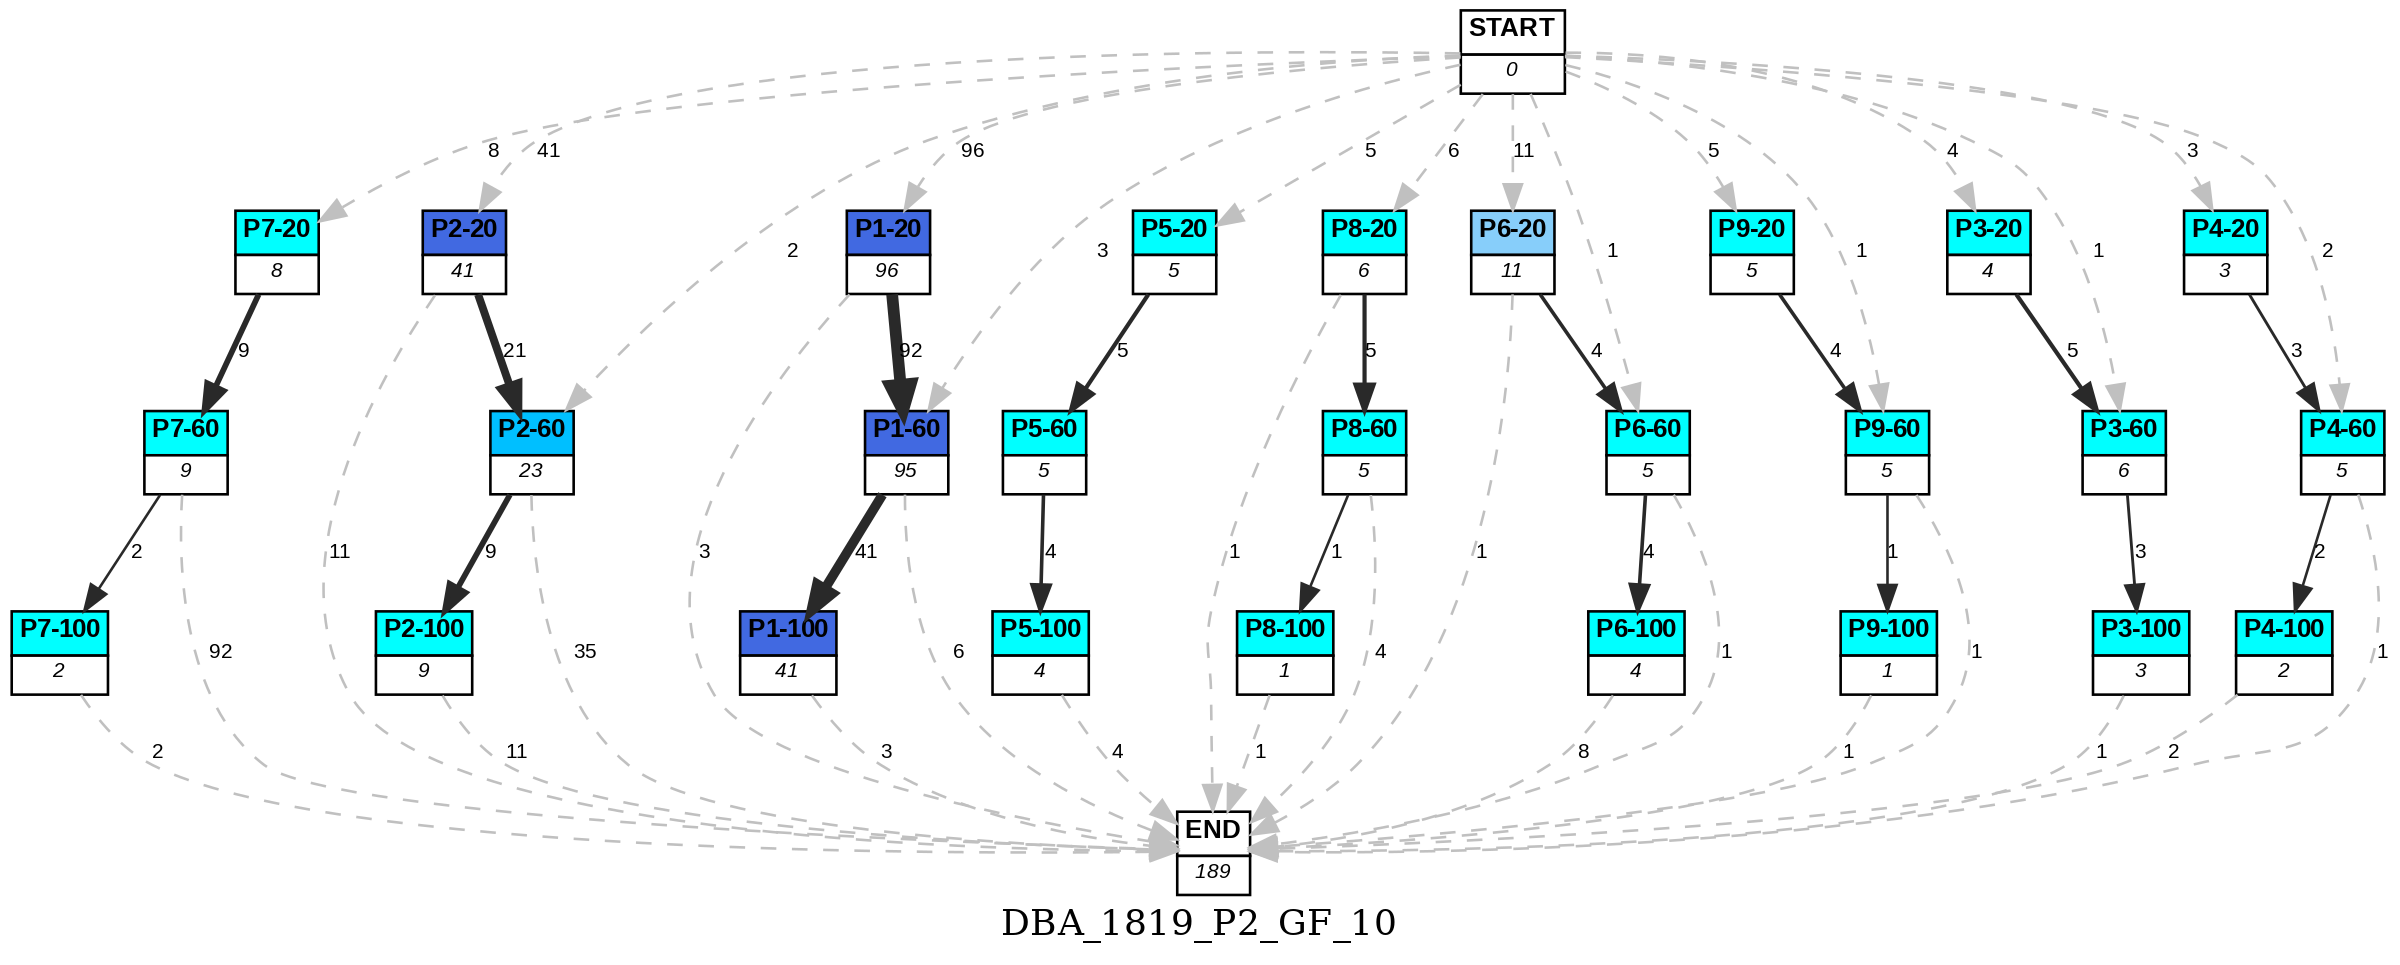 START
0
8
41
96
5
6
11
5
4
3
P7-20
8
P2-20
41
2
P1-20
96
3
P5-20
5
P8-20
6
P6-20
11
1
P9-20
5
1
P3-20
4
1
P4-20
3
2
9
21
92
5
5
4
4
5
3
P7-60
9
P2-60
23
P1-60
95
P5-60
5
P8-60
5
P6-60
5
P9-60
5
P3-60
6
P4-60
5
2
11
9
3
41
4
1
1
1
4
1
3
2
P7-100
2
92
P2-100
9
35
P1-100
41
6
P5-100
4
P8-100
1
4
P6-100
4
1
P9-100
1
1
P3-100
3
P4-100
2
1
2
11
3
4
1
8
1
1
2
END
189
DBA_1819_P2_GF_10